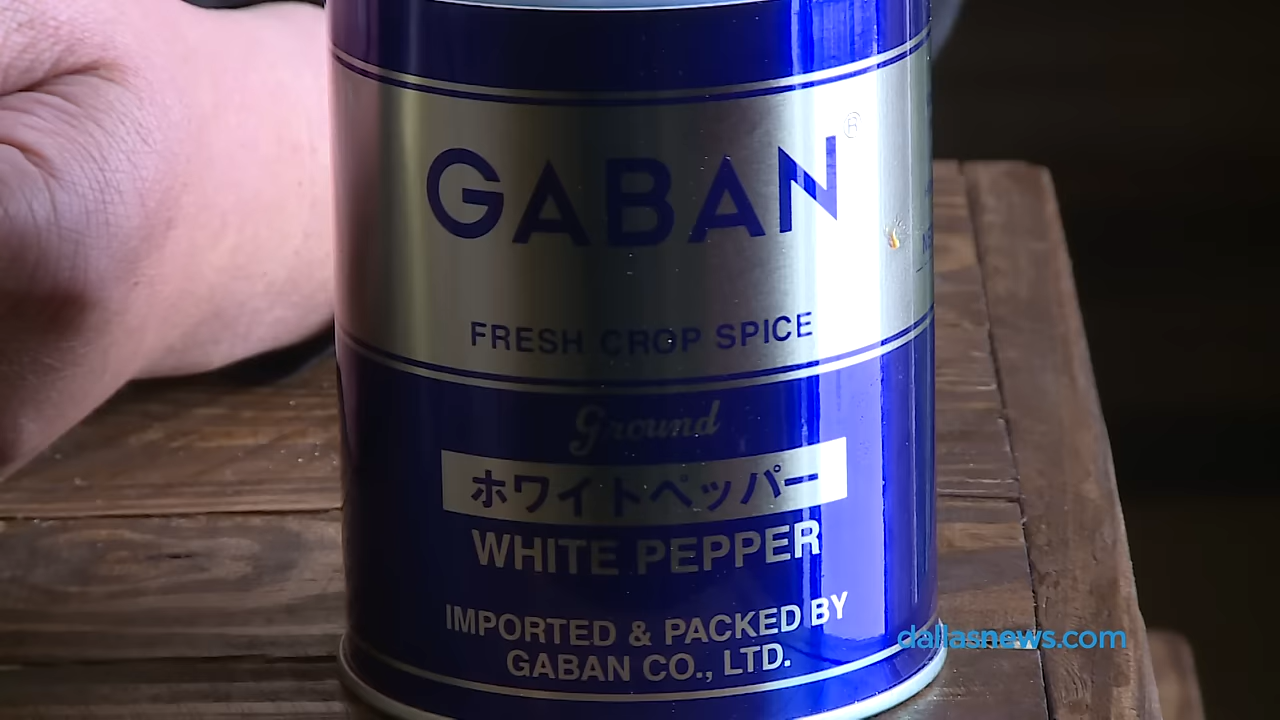 GABAN®
FRESH CROP SPICE
Ground
ホワイトペッパー
WHITE PEPPER
IMPORTED & PACKED BY
GABAN CO., LTD.
dallasnews.com